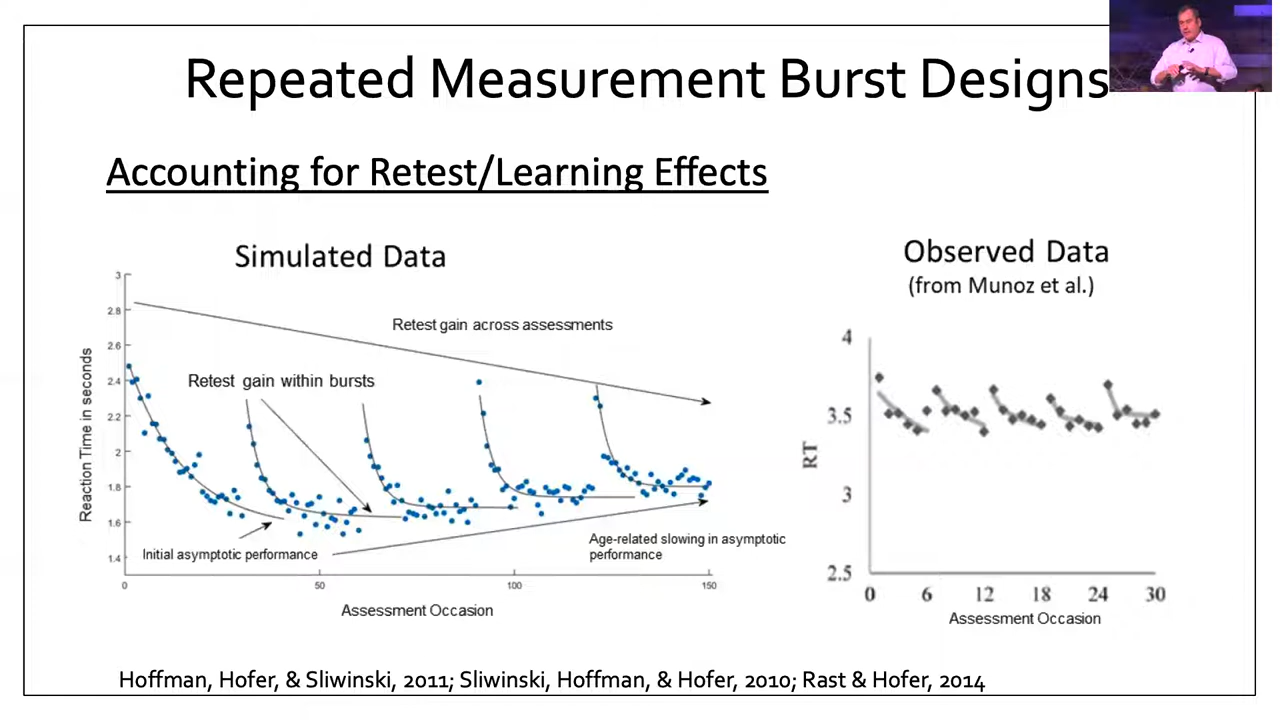 Repeated Measurement Burst Designs
Accounting for Retest/Learning Effects
Simulated Data
3
2.8
2.6
2.4
2.2
2
1.8
1.6
1.4
Reaction Time in seconds
Retest gain across assessments
Retest gain within bursts
Initial asymptotic performance
Age-related slowing in asymptotic
performance
0
50
100
150
Assessment Occasion
Observed Data
(from Munoz et al.)
4
3.5
3
2.5
RT
0
6
12
18
24
30
Assessment Occasion
Hoffman, Hofer, & Sliwinski, 2011; Sliwinski, Hoffman, & Hofer, 2010; Rast & Hofer, 2014